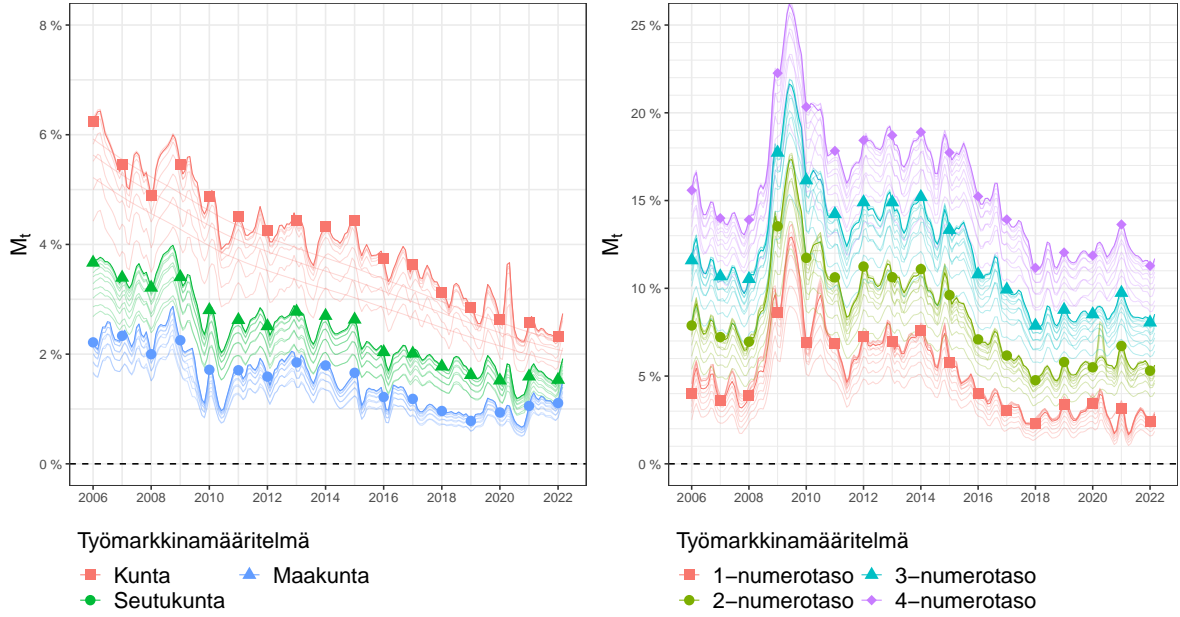 8 %
6 %
4 %
2 %
0 %
Mt
2006 2008 2010 2012 2014 2016 2018 2020 2022
Työmarkkinamääritelmä
Kunta Maakunta
Seutukunta
25 %
20 %
15 %
10 %
5 %
0 %
Mt
2006 2008 2010 2012 2014 2016 2018 2020 2022
Työmarkkinamääritelmä
1−numerotaso 3−numerotaso
2−numerotaso 4−numerotaso